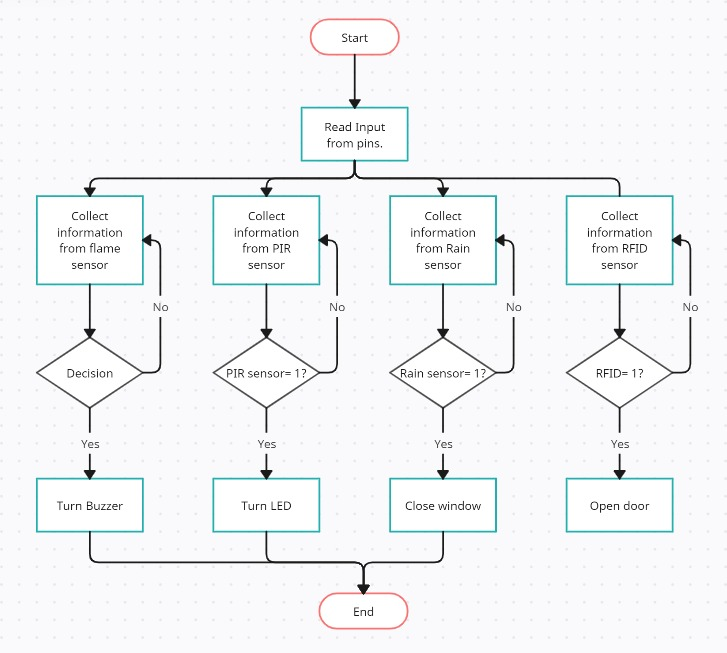 Start
Read Input
from pins.
Collect
information
from flame
sensor
Collect
information
from PIR
sensor
Collect
information
from Rain
sensor
Collect
information
from RFID
sensor
No
No
No
No
Decision
PIR sensor= 1?
Rain sensor= 1?
RFID= 1?
Yes
Yes
Yes
Yes
Turn Buzzer
Turn LED
Close window
Open door
End